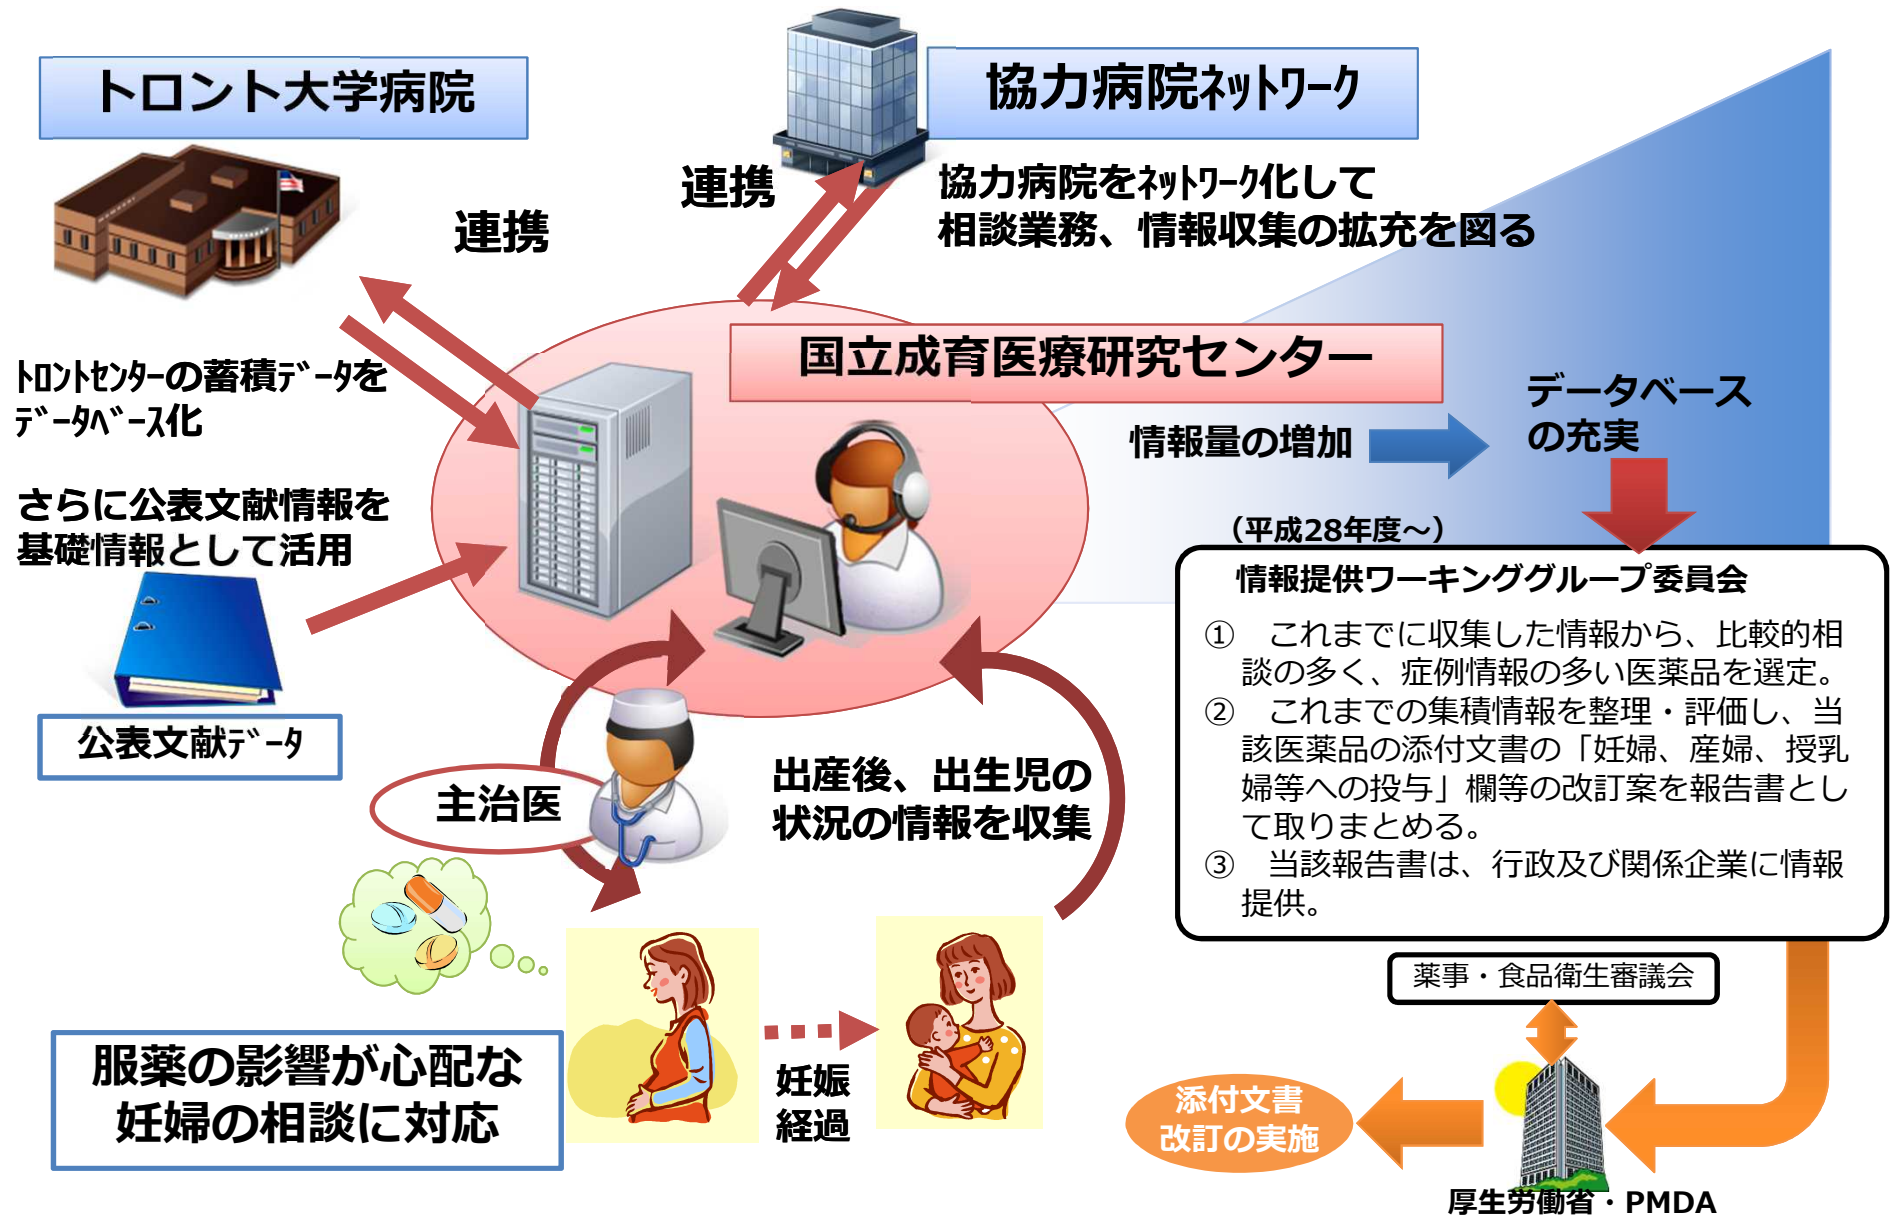 トロント大学病院
協力病院ﾈｯﾄﾜｰｸ
連携
連携
協力病院をﾈｯﾄﾜｰｸ化して
相談業務、情報収集の拡充を図る
国立成育医療研究センター
ﾄﾛﾝﾄｾﾝﾀｰの蓄積ﾃﾞｰﾀを
ﾃﾞｰﾀﾍﾞｰｽ化
さらに公表文献情報を
基礎情報として活用
公表文献ﾃﾞｰﾀ
情報量の増加
データベース
の充実
（平成28年度～）
情報提供ワーキンググループ委員会
①　これまでに収集した情報から、比較的相
談の多く、症例情報の多い医薬品を選定。
②　これまでの集積情報を整理・評価し、当
該医薬品の添付文書の「妊婦、産婦、授乳
婦等への投与」欄等の改訂案を報告書とし
て取りまとめる。
③　当該報告書は、行政及び関係企業に情報
提供。
主治医
出産後、出生児の
状況の情報を収集
服薬の影響が心配な
妊婦の相談に対応
妊娠
経過
薬事・食品衛生審議会
添付文書
改訂の実施
厚生労働省・PMDA